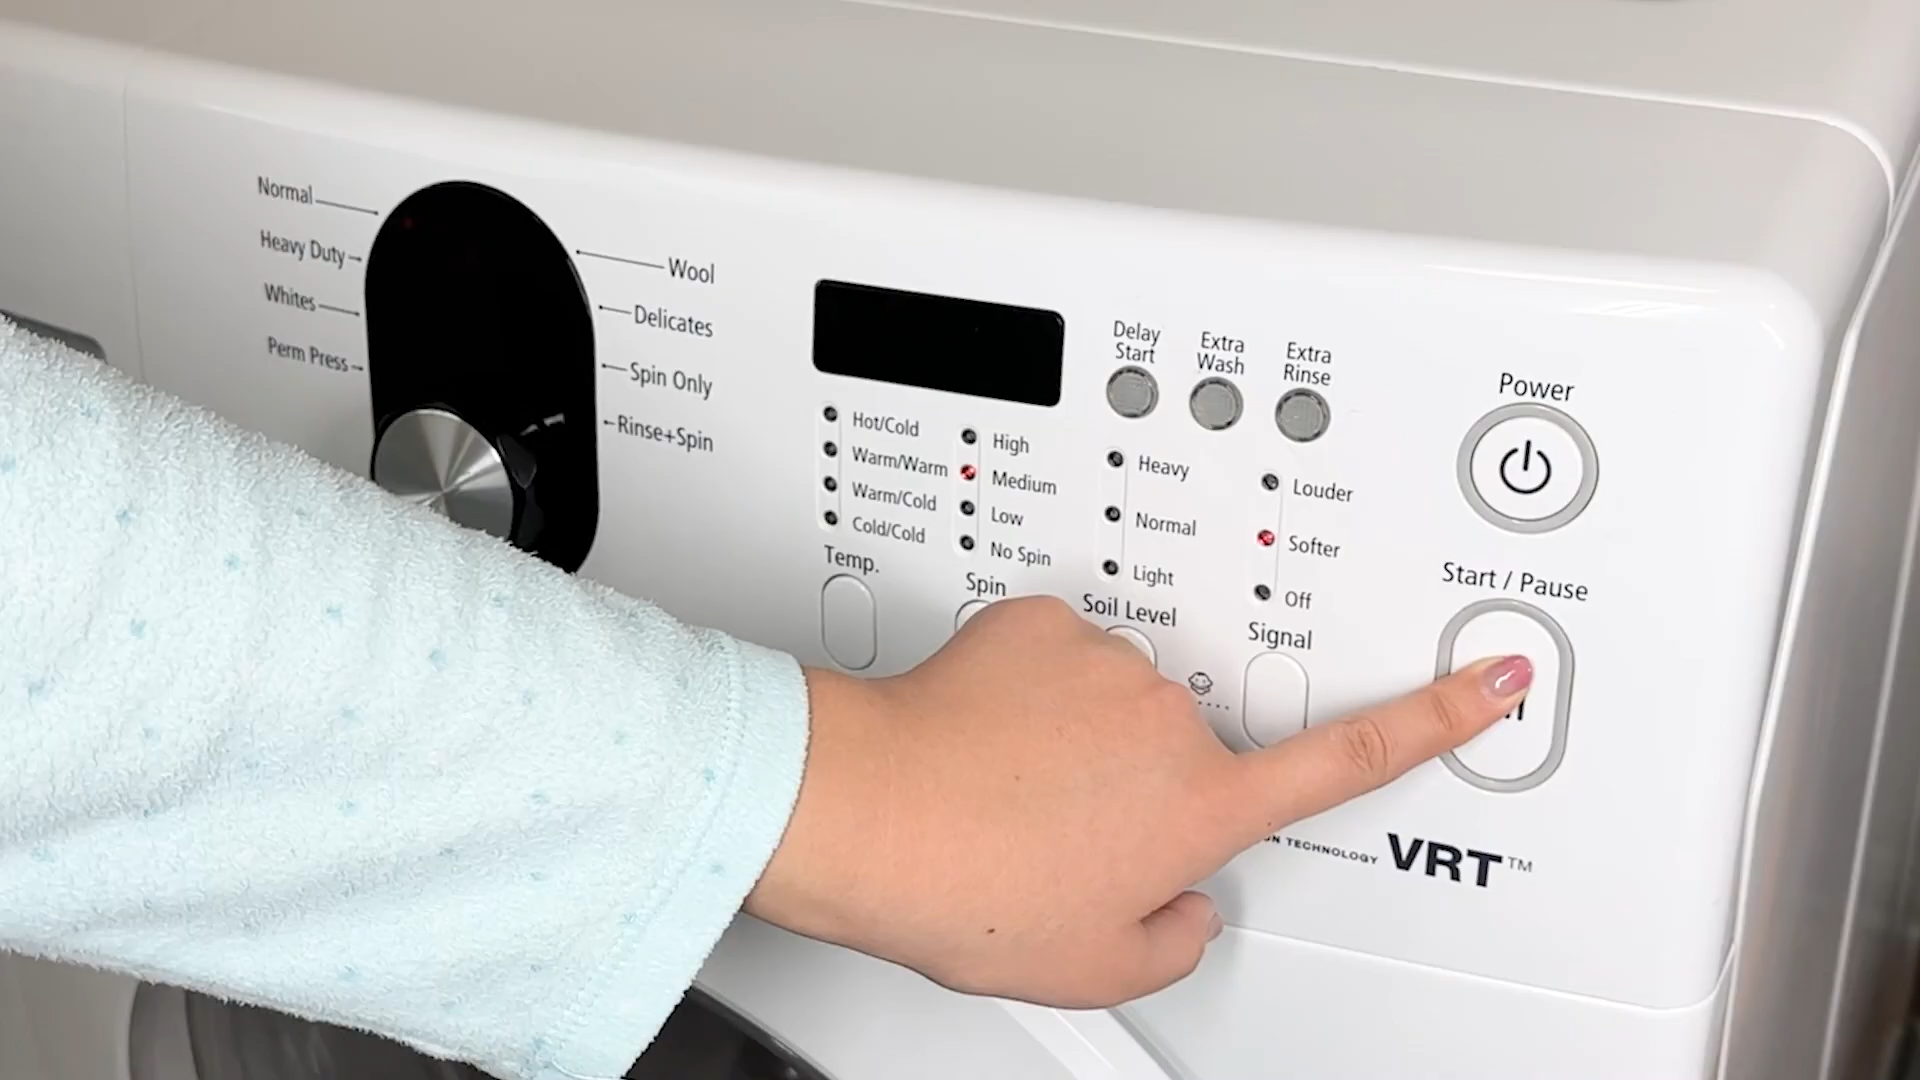 Normal
Heavy Duty
Whites
Perm Press
Wool
Delicates
Spin Only
Rinse+Spin
Hot/Cold
Warm/Warm
Warm/Cold
Cold/Cold
Temp.
High
Medium
Low
No Spin
Spin
Delay
Start
Extra
Wash
Extra
Rinse
Heavy
Normal
Light
Soil Level
Louder
Softer
Off
Signal
Power
Start / Pause
TECHNOLOGY VRT™